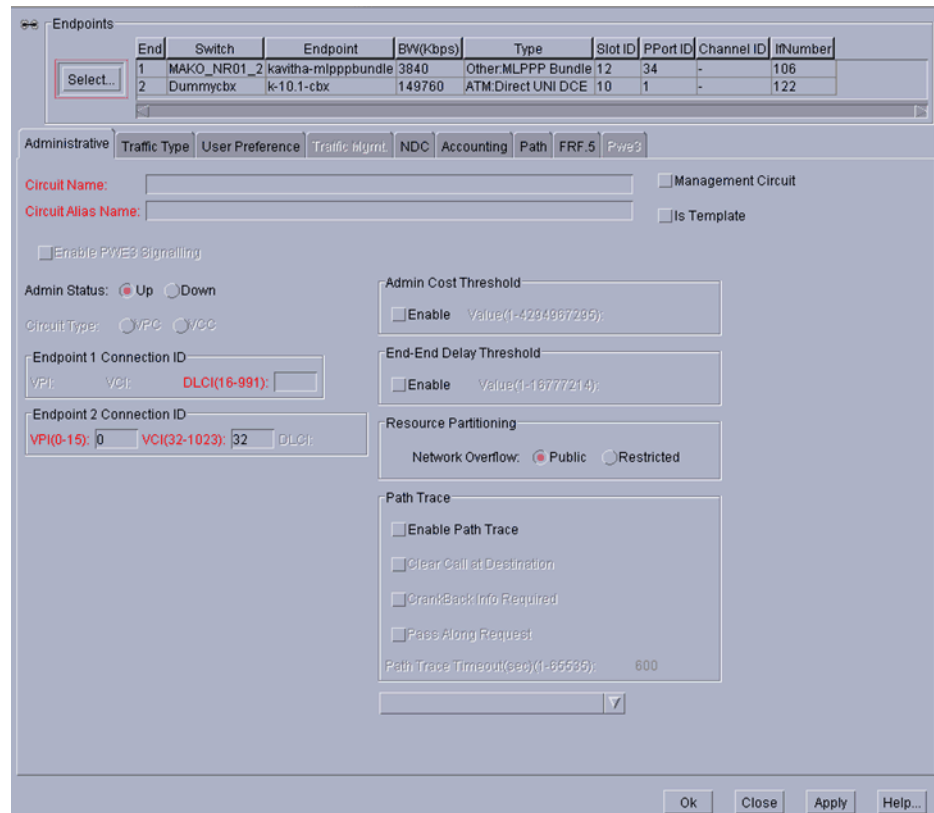 Endpoints
End Switch Endpoint BW(Kbps) Type Slot ID PPort ID Channel ID IfNumber
Select...
1 MAKO_NR01_2 kavitha-mlpppbundle 3840 Other:MLPPP Bundle 12 34 - 106
2 Dummycbx k-10.1-cbx 149760 ATM:Direct UNI DCE 10 1 - 122
Administrative Traffic Type User Preference Traffic Mgmt. NDC Accounting Path FRF.5 Pwe3
Circuit Name:
Management Circuit
Circuit Alias Name:
Is Template
Enable PWE3 Signalling
Admin Status: Up Down
Circuit Type: VPC VCC
Endpoint 1 Connection ID
VPI: VCI: DLCI(16-991):
Endpoint 2 Connection ID
VPI(0-15): 0 VCI(32-1023): 32 DLCI:
Admin Cost Threshold
Enable Value(1-4294967295):
End-End Delay Threshold
Enable Value(1-16777214):
Resource Partitioning
Network Overflow: Public Restricted
Path Trace
Enable Path Trace
Clear Call at Destination
CrankBack Info Required
Pass Along Request
Path Trace Timeout(sec)(1-65535): 600
Ok Close Apply Help...